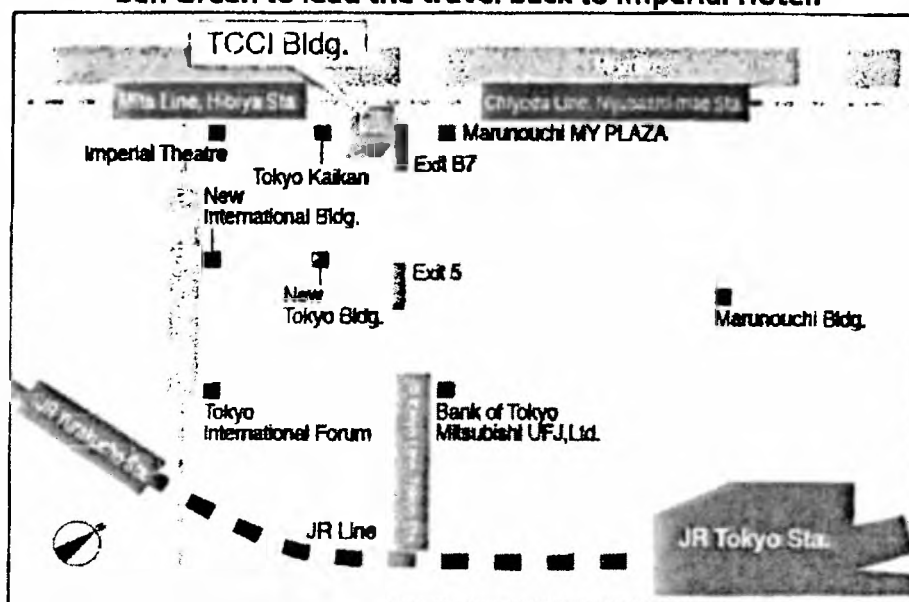 TCCI Bldg.
Mita Line, Hibiya Sta.
Chiyoda Line, Nijubashi-mae Sta.
Imperial Theatre
Tokyo Kaikan
Exit B7
Marunouchi MY PLAZA
New
International Bldg.
New
Tokyo Bldg.
Exit 5
Marunouchi Bldg.
Tokyo
International Forum
Bank of Tokyo
Mitsubishi UFJ,Ltd.
JR Line
JR Tokyo Sta.